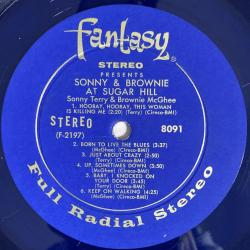 Fantasy
STEREO
PRESENTS
SONNY & BROWNIE
AT SUGAR HILL
Sonny Terry & Brownie McGhee
1. HOORAY, HOORAY, THIS WOMAN
IS KILLING ME (2:20) (Terry) (Cireco-BMI)
STEREO
(F-2197)
8091
2. BORN TO LIVE THE BLUES (3:37)
(McGhee) (Cireco-BMI)
3. JUST ABOUT CRAZY (3:50)
(McGhee) (Cireco-BMI)
4. UP, SOMETIMES DOWN (3:50)
(McGhee) (Cireco-BMI)
5. BABY, I KNOCKED ON
YOUR DOOR (3:45)
(Terry) (Cireco-BMI)
6. KEEP ON WALKING (3:25)
(McGhee) (Cireco-BMI)
Full Radial Stereo